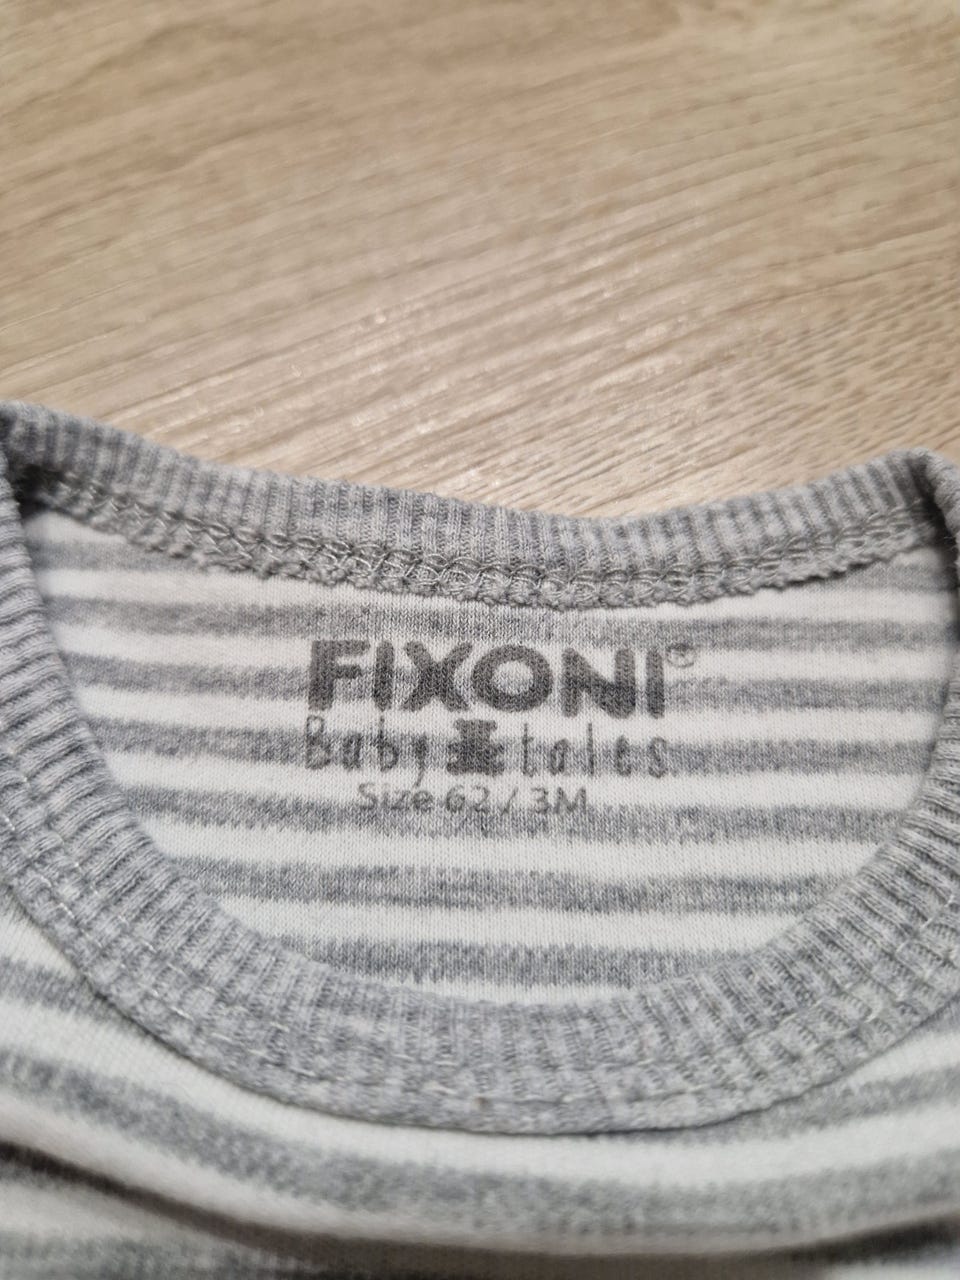 FIXONI®
Baby tales
Size 62 / 3M